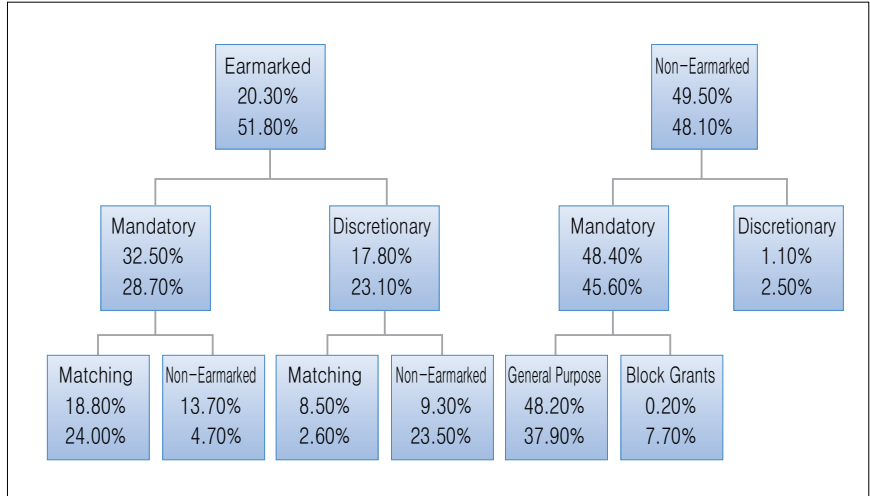 Earmarked
20.30%
51.80%
Non-Earmarked
49.50%
48.10%
Mandatory
32.50%
28.70%
Discretionary
17.80%
23.10%
Mandatory
48.40%
45.60%
Discretionary
1.10%
2.50%
Matching
18.80%
24.00%
Non-Earmarked
13.70%
4.70%
Matching
8.50%
2.60%
Non-Earmarked
9.30%
23.50%
General Purpose
48.20%
37.90%
Block Grants
0.20%
7.70%